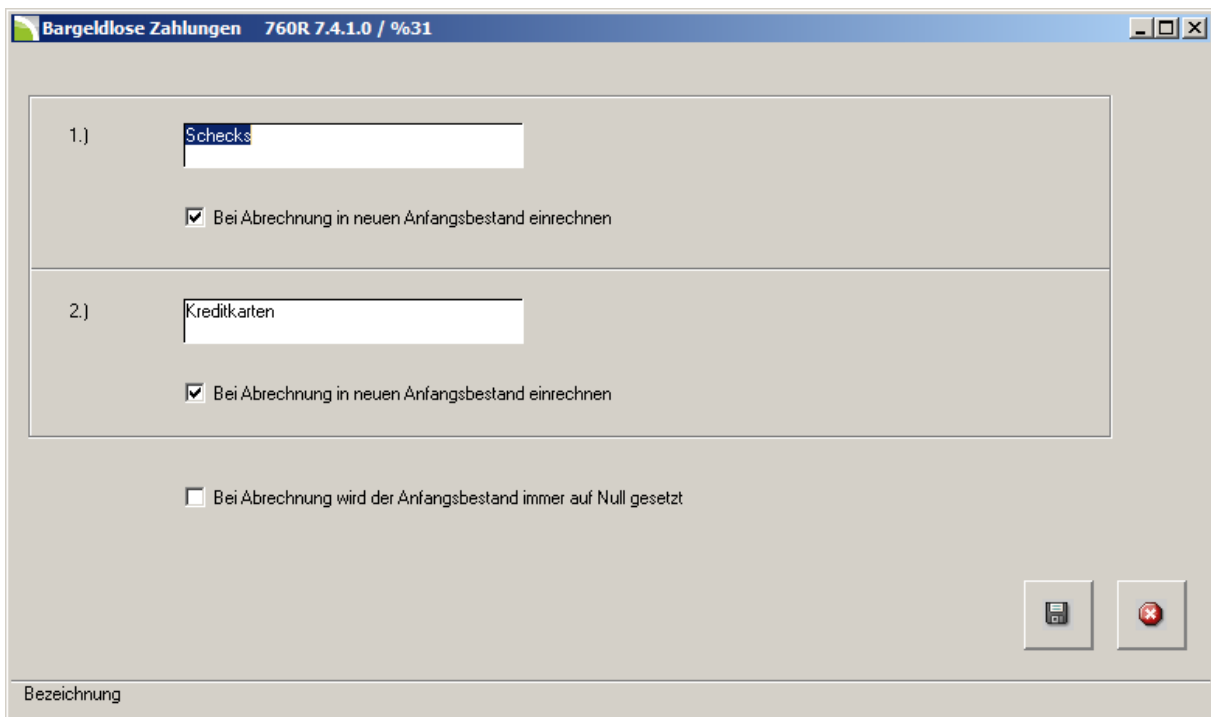 Bargeldlose Zahlungen 760R 7.4.1.0 / %31
1.) Schecks
Bei Abrechnung in neuen Anfangsbestand einrechnen
2.) Kreditkarten
Bei Abrechnung in neuen Anfangsbestand einrechnen
Bei Abrechnung wird der Anfangsbestand immer auf Null gesetzt
Bezeichnung